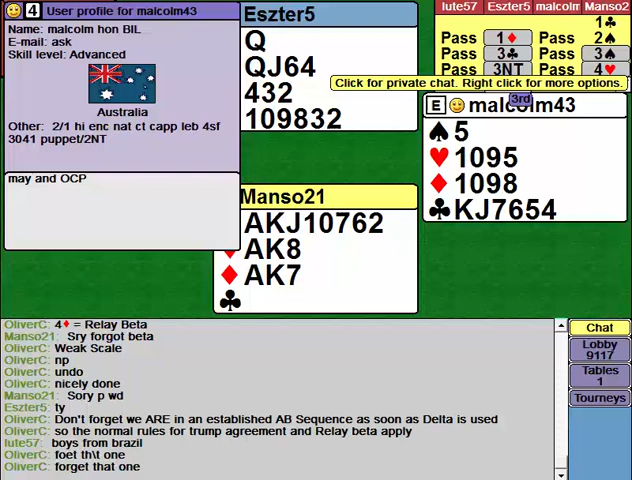 4 User profile for malcolm43
Name: malcolm hon BIL
E-mail: ask
Skill level: Advanced
Australia
Other: 2/1 hi enc nat ct capp leb 4sf
3041 puppet/2NT
may and OCP
Eszter5
Q
QJ64
432
109832
lute57 Eszter5 malcolm Manso2
1♣
Pass 1♦ Pass 2♠
Pass 3♣ Pass 3♠
Pass 3NT Pass 4♥
Click for private chat. Right click for more options.
3rd
E malcolm43
♠ 5
♥ 1095
♦ 1098
♣ KJ7654
Manso21
AKJ10762
♥ AK8
♦ AK7
♣
OliverC: 4♦ = Relay Beta
Manso21: Sry forgot beta
OliverC: Weak Scale
OliverC: np
OliverC: undo
OliverC: nicely done
Manso21: Sory p wd
Eszter5: ty
OliverC: Don't forget we ARE in an established AB Sequence as soon as Delta is used
OliverC: so the normal rules for trump agreement and Relay beta apply
lute57: boys from brazil
OliverC: foet th\t one
OliverC: forget that one
Chat
Lobby
9117
Tables
1
Tourneys